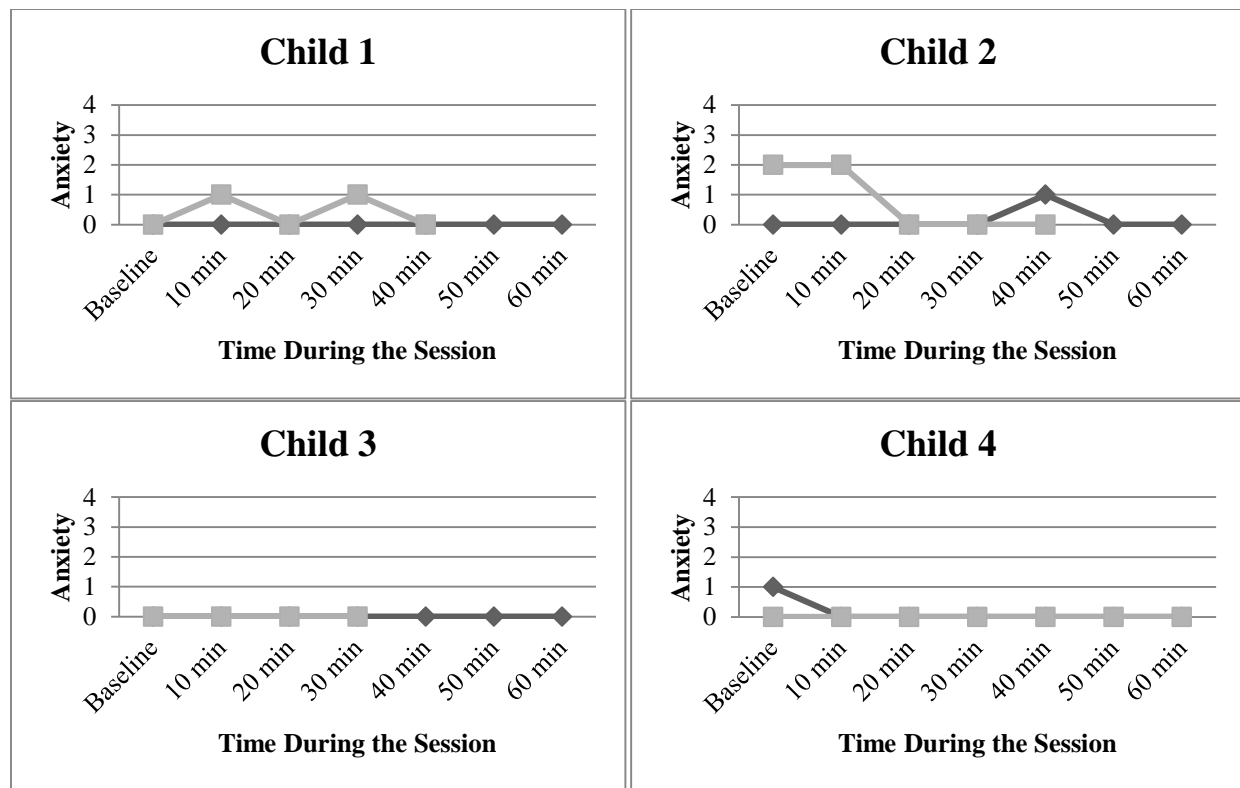 Child 1
Anxiety
4
3
2
1
0
Baseline
10 min
20 min
30 min
40 min
50 min
60 min
Time During the Session
Child 2
Anxiety
4
3
2
1
0
Baseline
10 min
20 min
30 min
40 min
50 min
60 min
Time During the Session
Child 3
Anxiety
4
3
2
1
0
Baseline
10 min
20 min
30 min
40 min
50 min
60 min
Time During the Session
Child 4
Anxiety
4
3
2
1
0
Baseline
10 min
20 min
30 min
40 min
50 min
60 min
Time During the Session